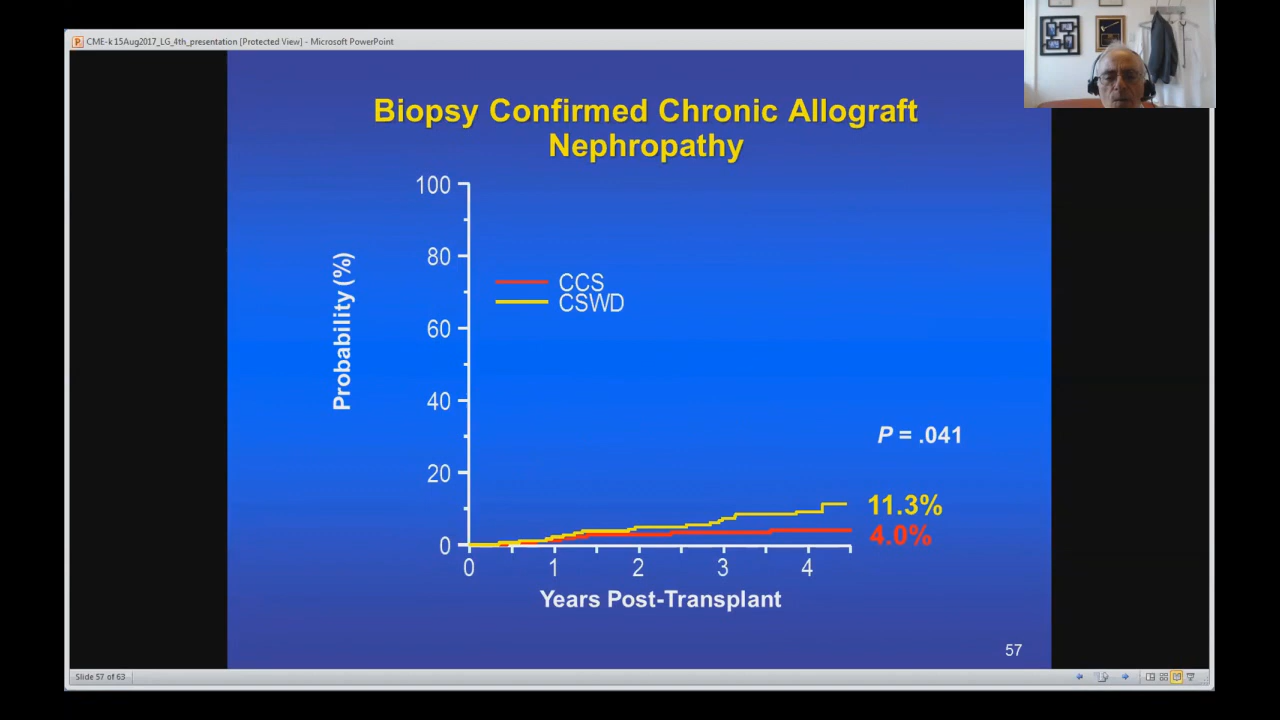 CME-k 15Aug2017_LG_4th_presentation [Protected View] - Microsoft PowerPoint
Biopsy Confirmed Chronic Allograft
Nephropathy
Probability (%)
100
80
60
40
20
0
CCS
CSWD
P = .041
11.3%
4.0%
0 1 2 3 4
Years Post-Transplant
57
Slide 57 of 63